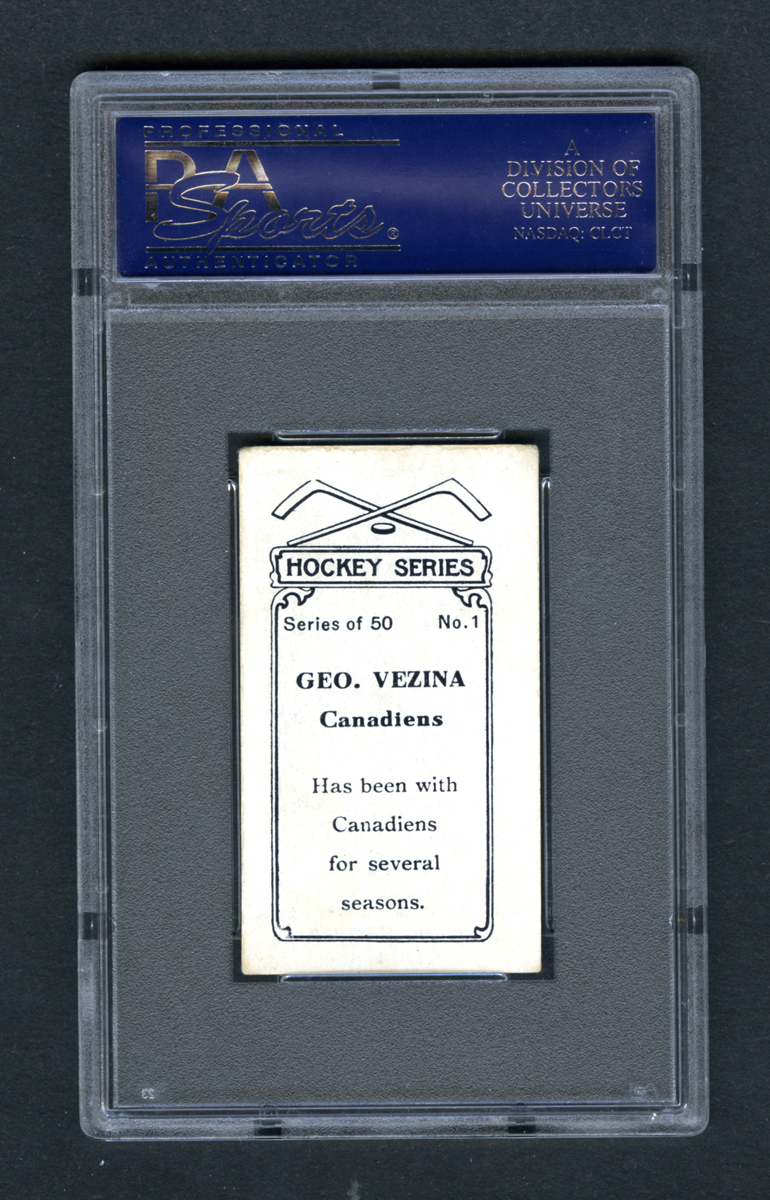 PROFESSIONAL
PSA
Sports®
AUTHENTICATOR
A
DIVISION OF
COLLECTORS
UNIVERSE
NASDAQ: CLCT
HOCKEY SERIES
Series of 50 No.1
GEO. VEZINA
Canadiens
Has been with
Canadiens
for several
seasons.
23